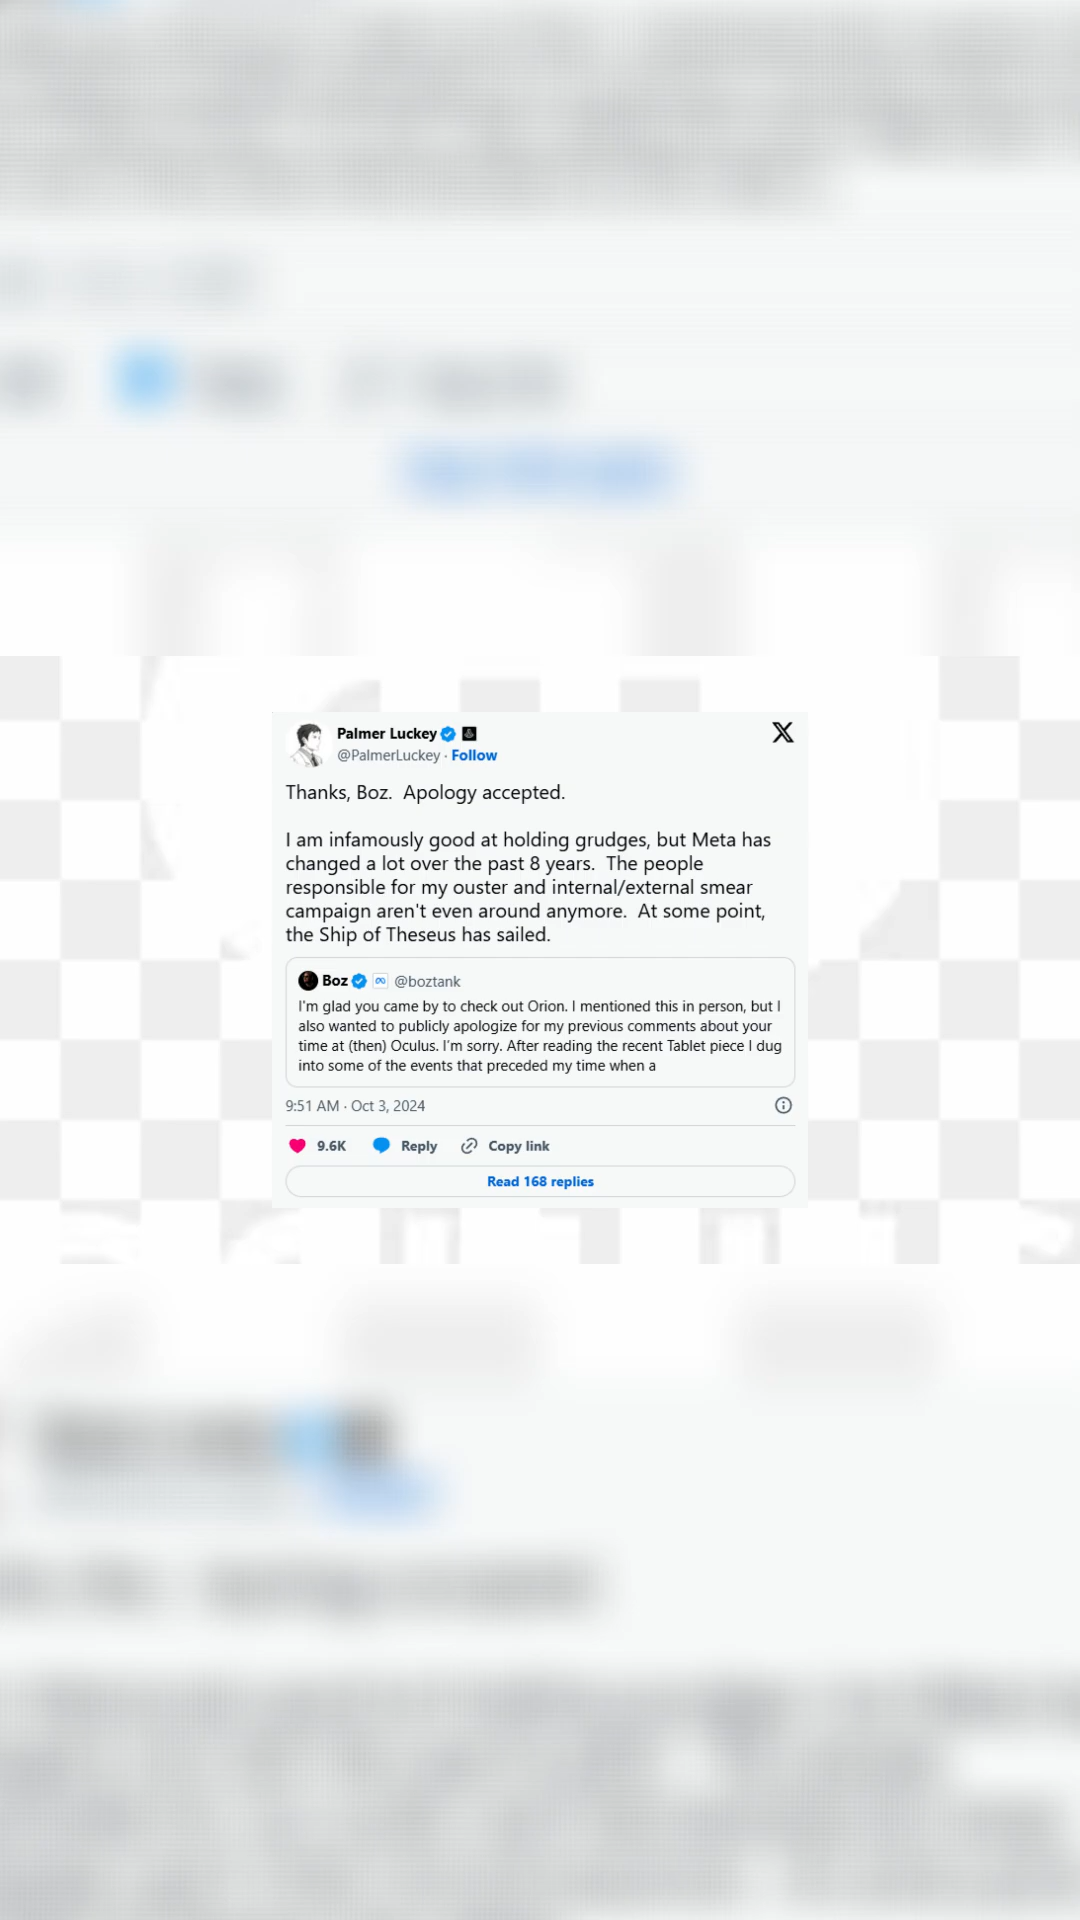 Palmer Luckey
@PalmerLuckey · Follow
Thanks, Boz.  Apology accepted.
I am infamously good at holding grudges, but Meta has
changed a lot over the past 8 years.  The people
responsible for my ouster and internal/external smear
campaign aren't even around anymore.  At some point,
the Ship of Theseus has sailed.
Boz @boztank
I'm glad you came by to check out Orion. I mentioned this in person, but I
also wanted to publicly apologize for my previous comments about your
time at (then) Oculus. I'm sorry. After reading the recent Tablet piece I dug
into some of the events that preceded my time when a
9:51 AM · Oct 3, 2024
9.6K Reply Copy link
Read 168 replies